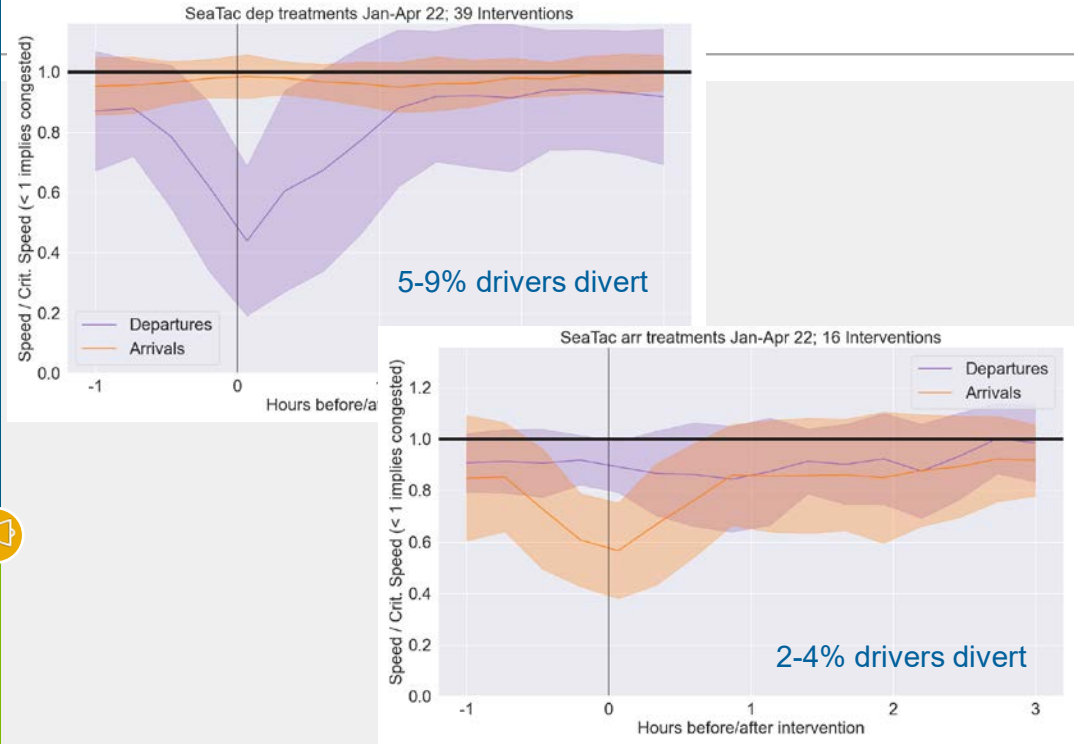 SeaTac dep treatments Jan-Apr 22; 39 Interventions
Speed / Crit. Speed (< 1 implies congested)
1.0
0.8
0.6
0.4
0.2
0.0
5-9% drivers divert
Departures
Arrivals
-1
0
Hours before/af
SeaTac arr treatments Jan-Apr 22; 16 Interventions
Speed / Crit. Speed (< 1 implies congested)
1.2
1.0
0.8
0.6
0.4
0.2
0.0
Departures
Arrivals
2-4% drivers divert
-1
0
1
2
3
Hours before/after intervention